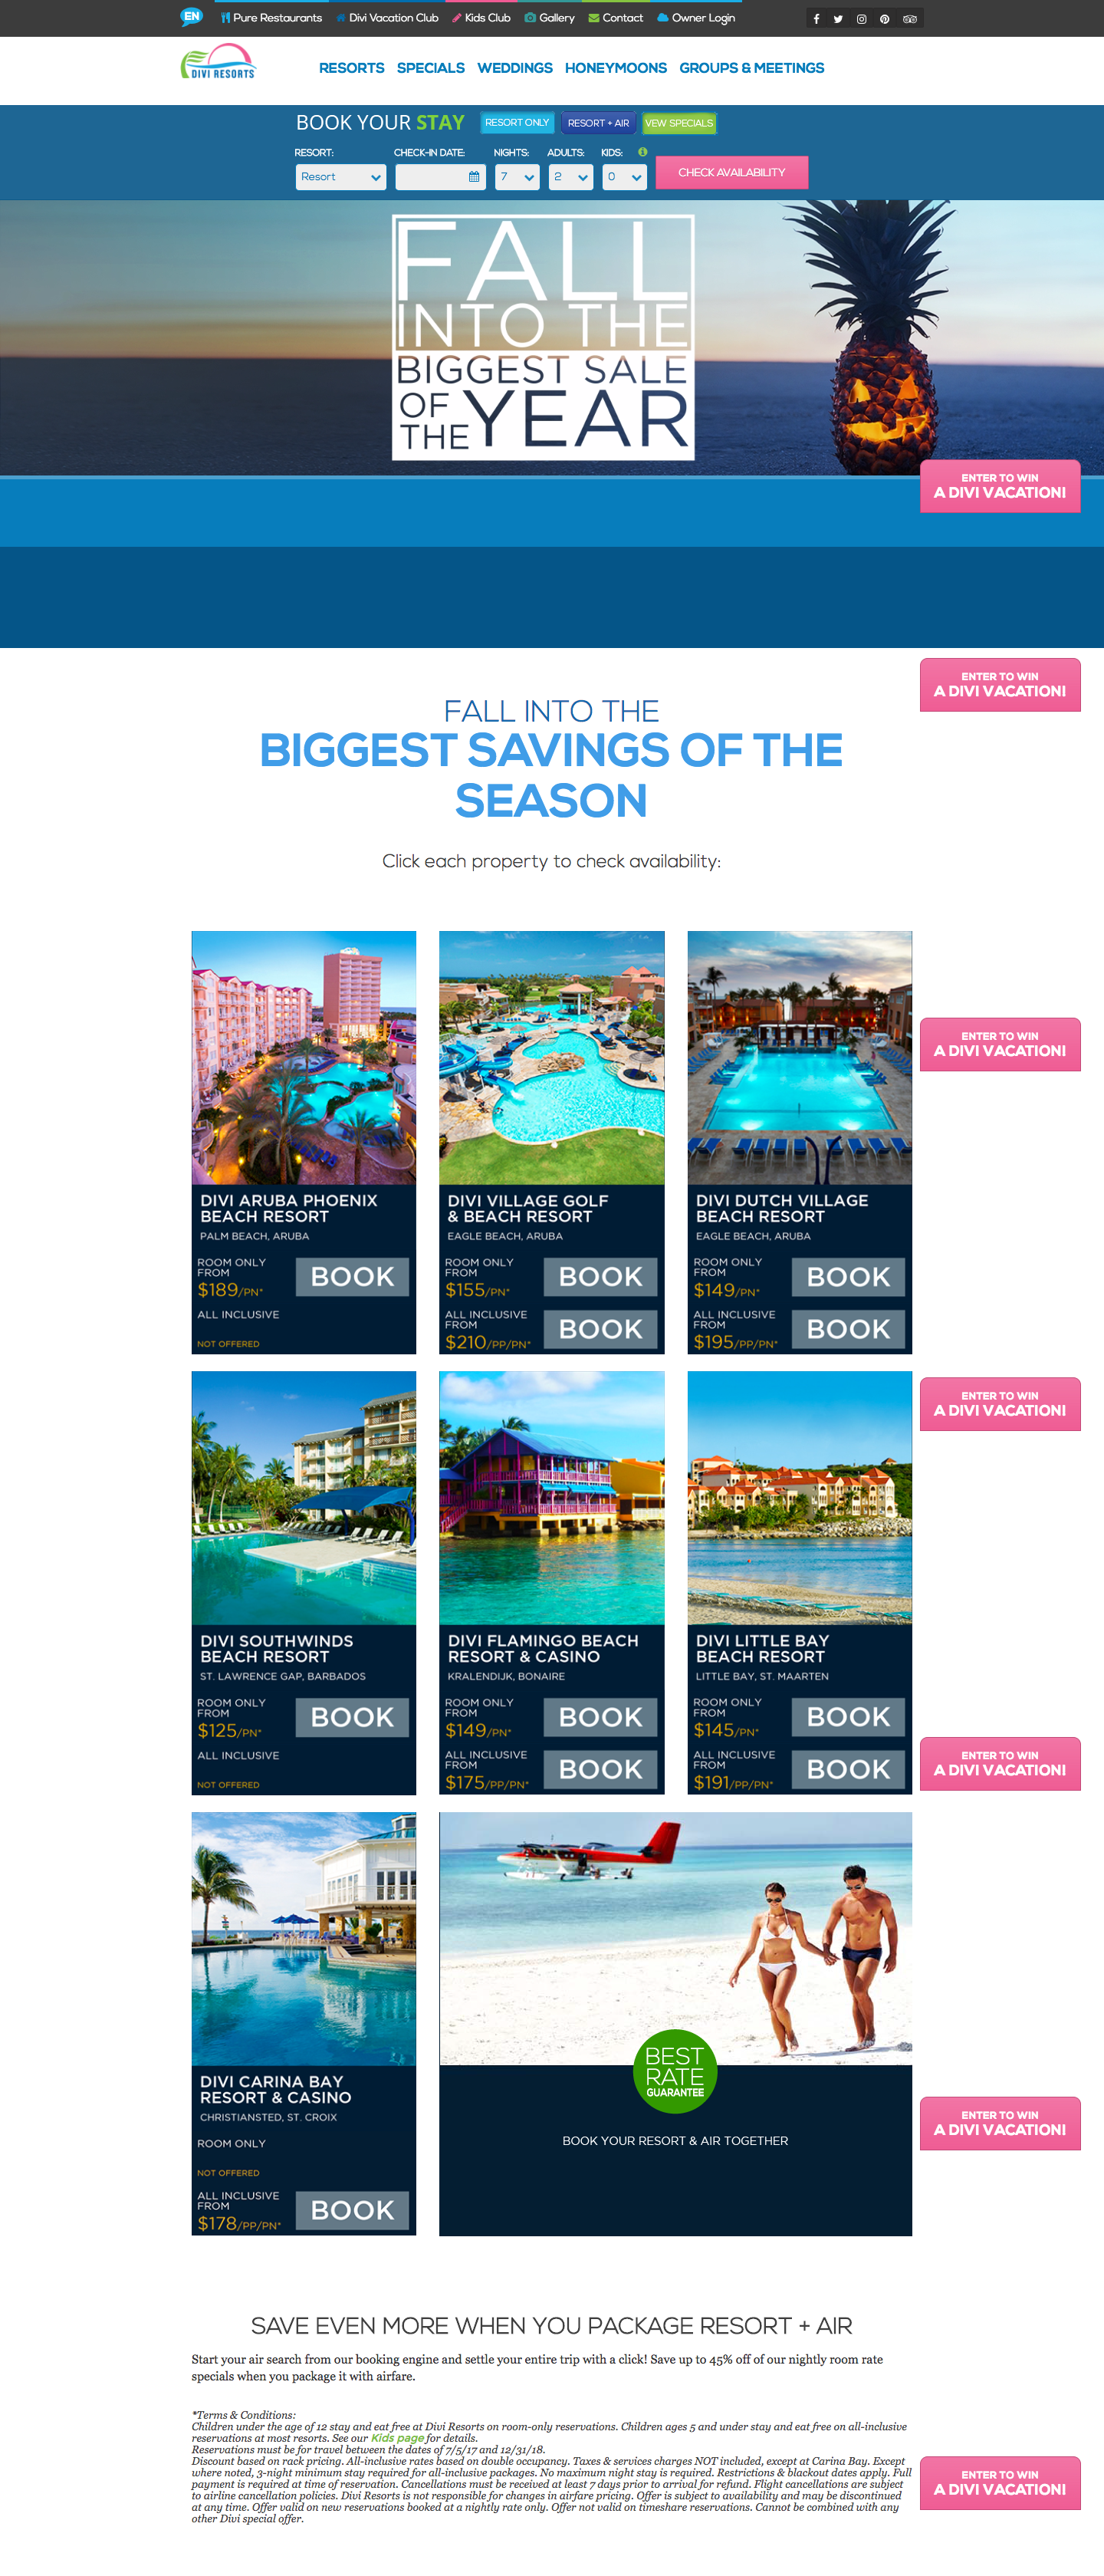 EN
Pure Restaurants
Divi Vacation Club
Kids Club
Gallery
Contact
Owner Login
DIVI RESORTS
RESORTS
SPECIALS
WEDDINGS
HONEYMOONS
GROUPS & MEETINGS
BOOK YOUR STAY
RESORT ONLY
RESORT + AIR
VEW SPECIALS
RESORT:
CHECK-IN DATE:
NIGHTS:
ADULTS:
KIDS:
Resort
7
2
0
CHECK AVAILABILITY
FALL
INTO THE
BIGGEST SALE
OF THE YEAR
ENTER TO WIN
A DIVI VACATION!
ENTER TO WIN
A DIVI VACATION!
FALL INTO THE
BIGGEST SAVINGS OF THE
SEASON
Click each property to check availability:
ENTER TO WIN
A DIVI VACATION!
DIVI ARUBA PHOENIX
BEACH RESORT
PALM BEACH, ARUBA
ROOM ONLY
FROM
$189/PN*
BOOK
ALL INCLUSIVE
NOT OFFERED
DIVI VILLAGE GOLF
& BEACH RESORT
EAGLE BEACH, ARUBA
ROOM ONLY
FROM
$155/PN*
BOOK
ALL INCLUSIVE
FROM
$210/PP/PN*
BOOK
DIVI DUTCH VILLAGE
BEACH RESORT
EAGLE BEACH, ARUBA
ROOM ONLY
FROM
$149/PN*
BOOK
ALL INCLUSIVE
FROM
$195/PP/PN*
BOOK
ENTER TO WIN
A DIVI VACATION!
DIVI SOUTHWINDS
BEACH RESORT
ST. LAWRENCE GAP, BARBADOS
ROOM ONLY
FROM
$125/PN*
BOOK
ALL INCLUSIVE
NOT OFFERED
DIVI FLAMINGO BEACH
RESORT & CASINO
KRALENDIJK, BONAIRE
ROOM ONLY
FROM
$149/PN*
BOOK
ALL INCLUSIVE
FROM
$175/PP/PN*
BOOK
DIVI LITTLE BAY
BEACH RESORT
LITTLE BAY, ST. MAARTEN
ROOM ONLY
FROM
$145/PN*
BOOK
ALL INCLUSIVE
FROM
$191/PP/PN*
BOOK
ENTER TO WIN
A DIVI VACATION!
DIVI CARINA BAY
RESORT & CASINO
CHRISTIANSTED, ST. CROIX
ROOM ONLY
NOT OFFERED
ALL INCLUSIVE
FROM
$178/PP/PN*
BOOK
BEST
RATE
GUARANTEE
BOOK YOUR RESORT & AIR TOGETHER
ENTER TO WIN
A DIVI VACATION!
SAVE EVEN MORE WHEN YOU PACKAGE RESORT + AIR
Start your air search from our booking engine and settle your entire trip with a click! Save up to 45% off of our nightly room rate
specials when you package it with airfare.
*Terms & Conditions:
Children under the age of 12 stay and eat free at Divi Resorts on room-only reservations. Children ages 5 and under stay and eat free on all-inclusive
reservations at most resorts. See our Kids page for details.
Reservations must be for travel between the dates of 7/5/17 and 12/31/18.
Discount based on rack pricing. All-inclusive rates based on double occupancy. Taxes & services charges NOT included, except at Carina Bay. Except
where noted, 3-night minimum stay required for all-inclusive packages. No maximum night stay is required. Restrictions & blackout dates apply. Full
payment is required at time of reservation. Cancellations must be received at least 7 days prior to arrival for refund. Flight cancellations are subject
to airline cancellation policies. Divi Resorts is not responsible for changes in airfare pricing. Offer is subject to availability and may be discontinued
at any time. Offer valid on new reservations booked at a nightly rate only. Offer not valid on timeshare reservations. Cannot be combined with any
other Divi special offer.
ENTER TO WIN
A DIVI VACATION!